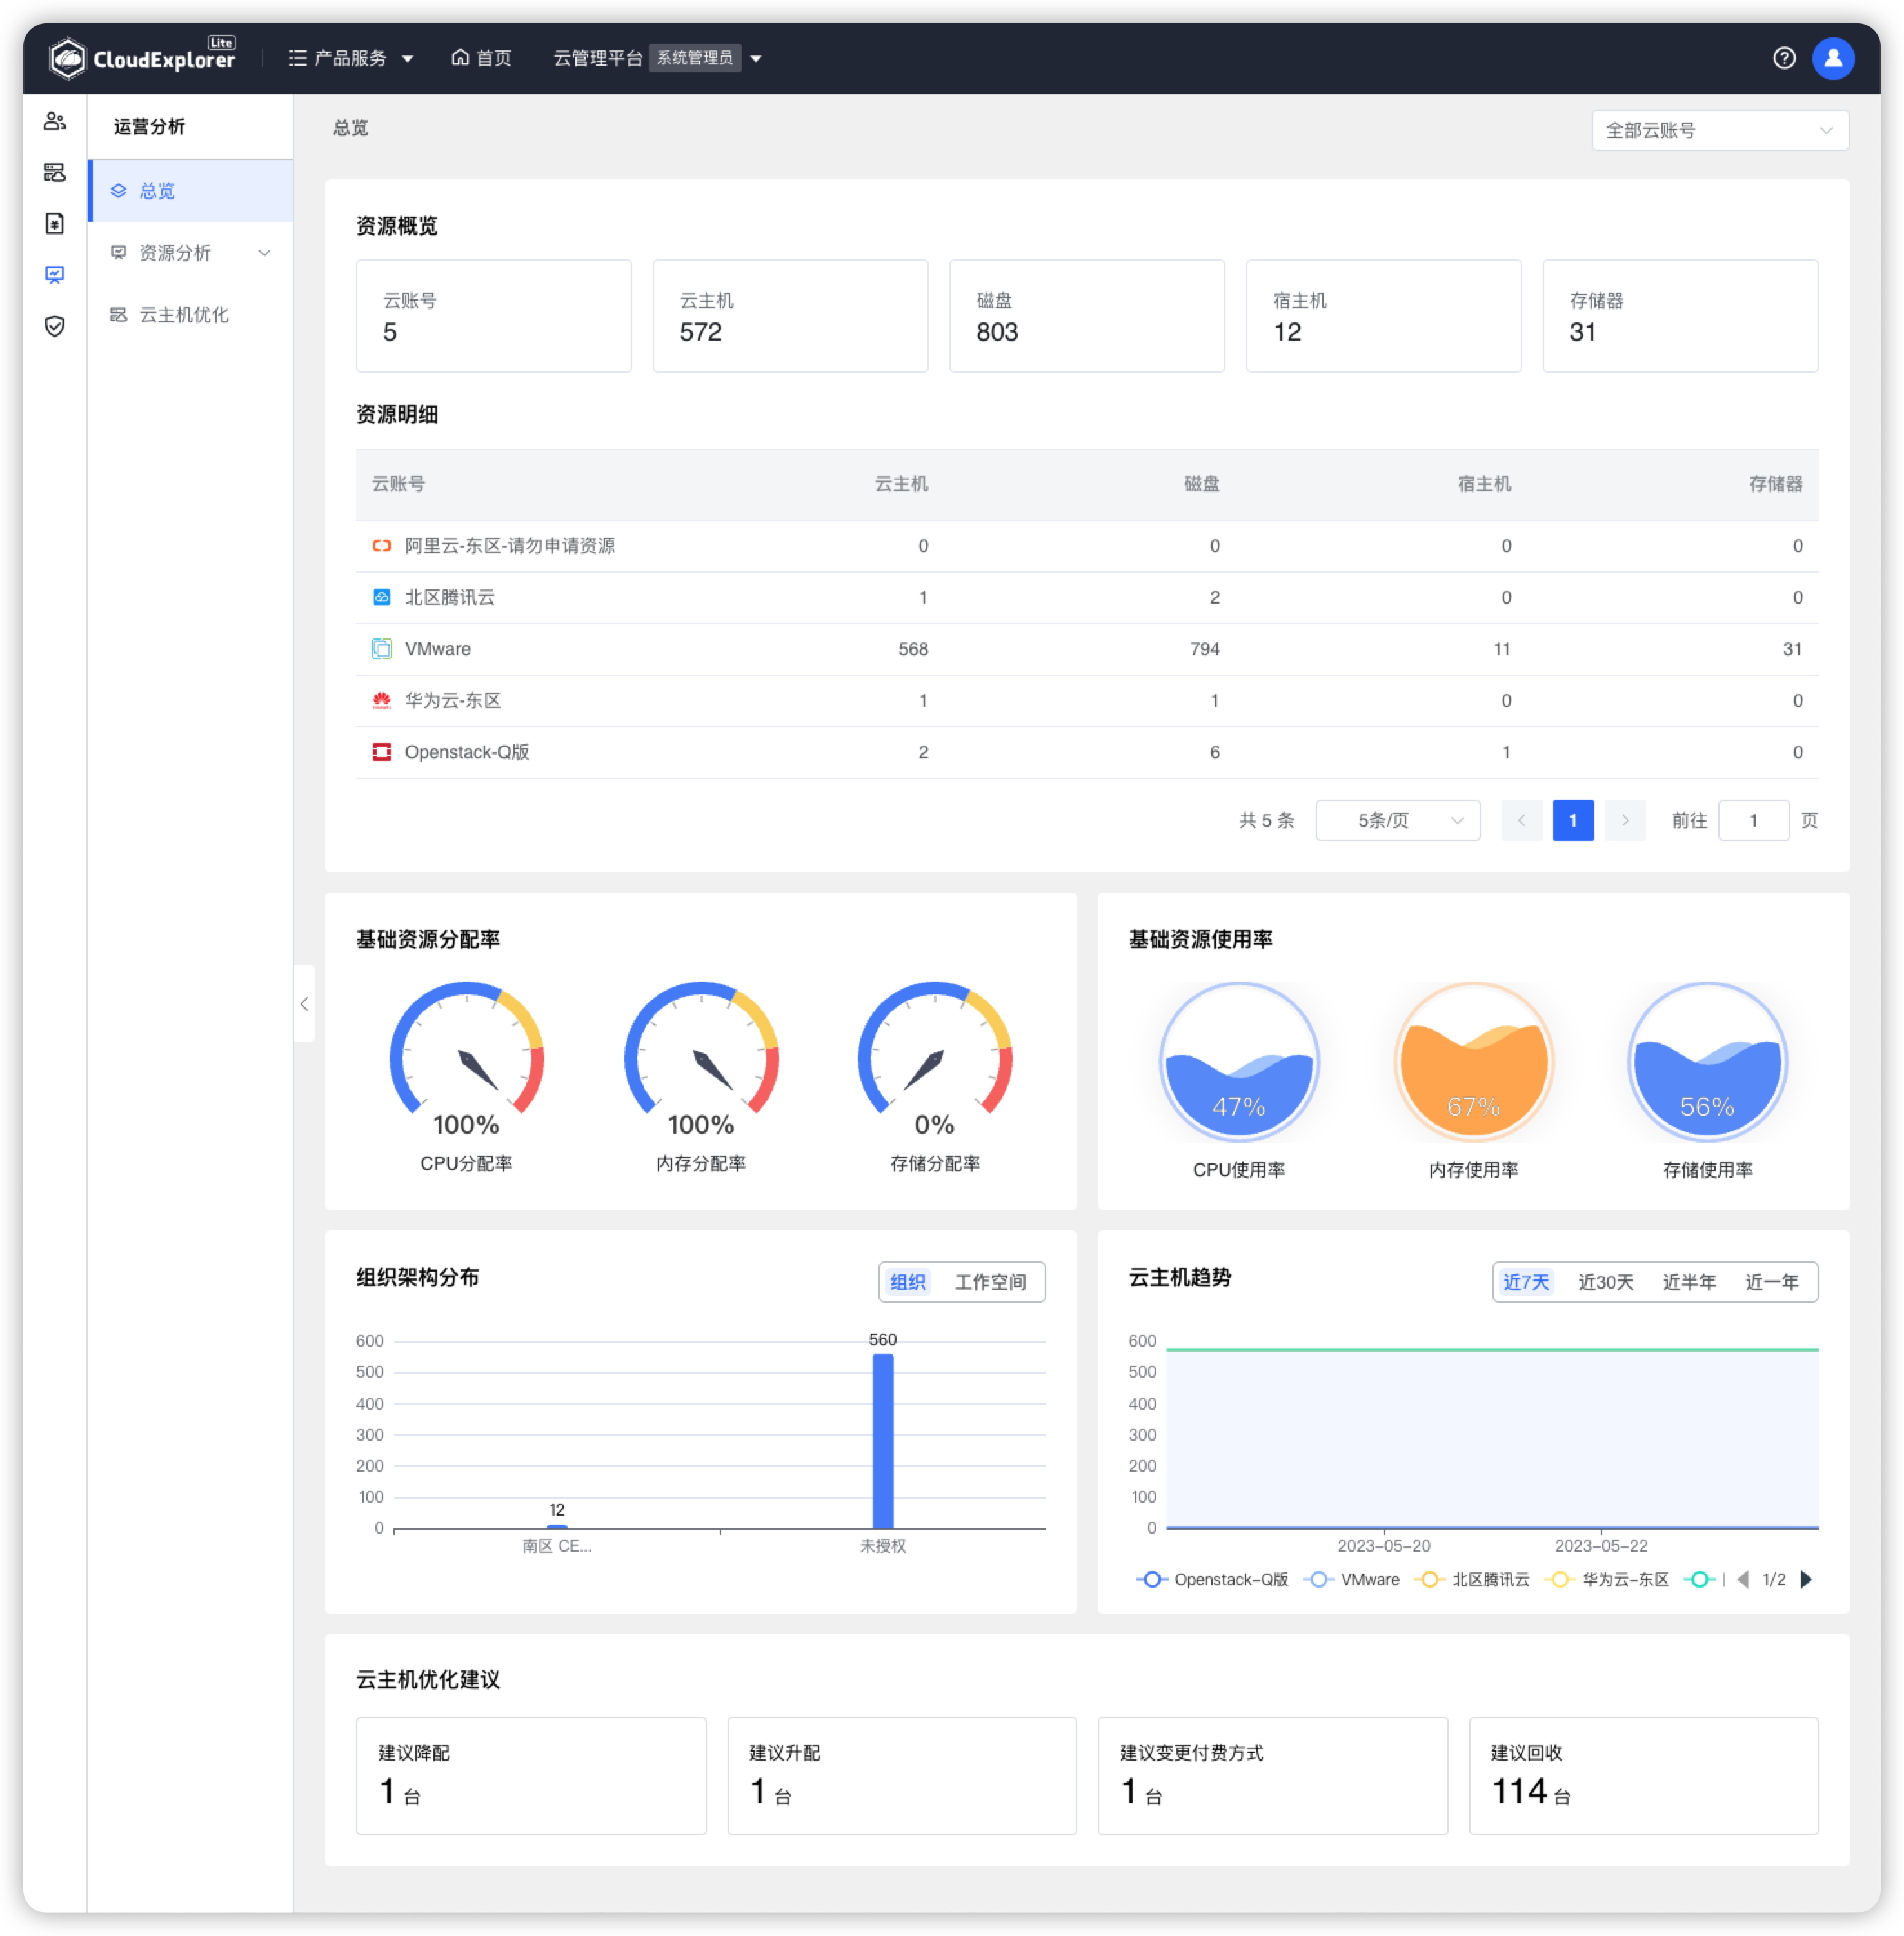 CloudExplorer Lite 产品服务 首页 云管理平台 系统管理员
运营分析
总览
资源分析
云主机优化
总览 全部云账号
资源概览
云账号 云主机 磁盘 宿主机 存储器
5 572 803 12 31
资源明细
云账号 云主机 磁盘 宿主机 存储器
阿里云-东区-请勿申请资源 0 0 0 0
北区腾讯云 1 2 0 0
VMware 568 794 11 31
华为云-东区 1 1 0 0
Openstack-Q版 2 6 1 0
共 5 条 5条/页 1 前往 1 页
基础资源分配率
100% 100% 0%
CPU分配率 内存分配率 存储分配率
基础资源使用率
47% 67% 56%
CPU使用率 内存使用率 存储使用率
组织架构分布 组织 工作空间
600
500
400
300
200
100
0
560
12
南区 CE... 未授权
云主机趋势 近7天 近30天 近半年 近一年
600
500
400
300
200
100
0
2023-05-20 2023-05-22
Openstack-Q版 VMware 北区腾讯云 华为云-东区 1/2
云主机优化建议
建议降配 建议升配 建议变更付费方式 建议回收
1 台 1 台 1 台 114 台